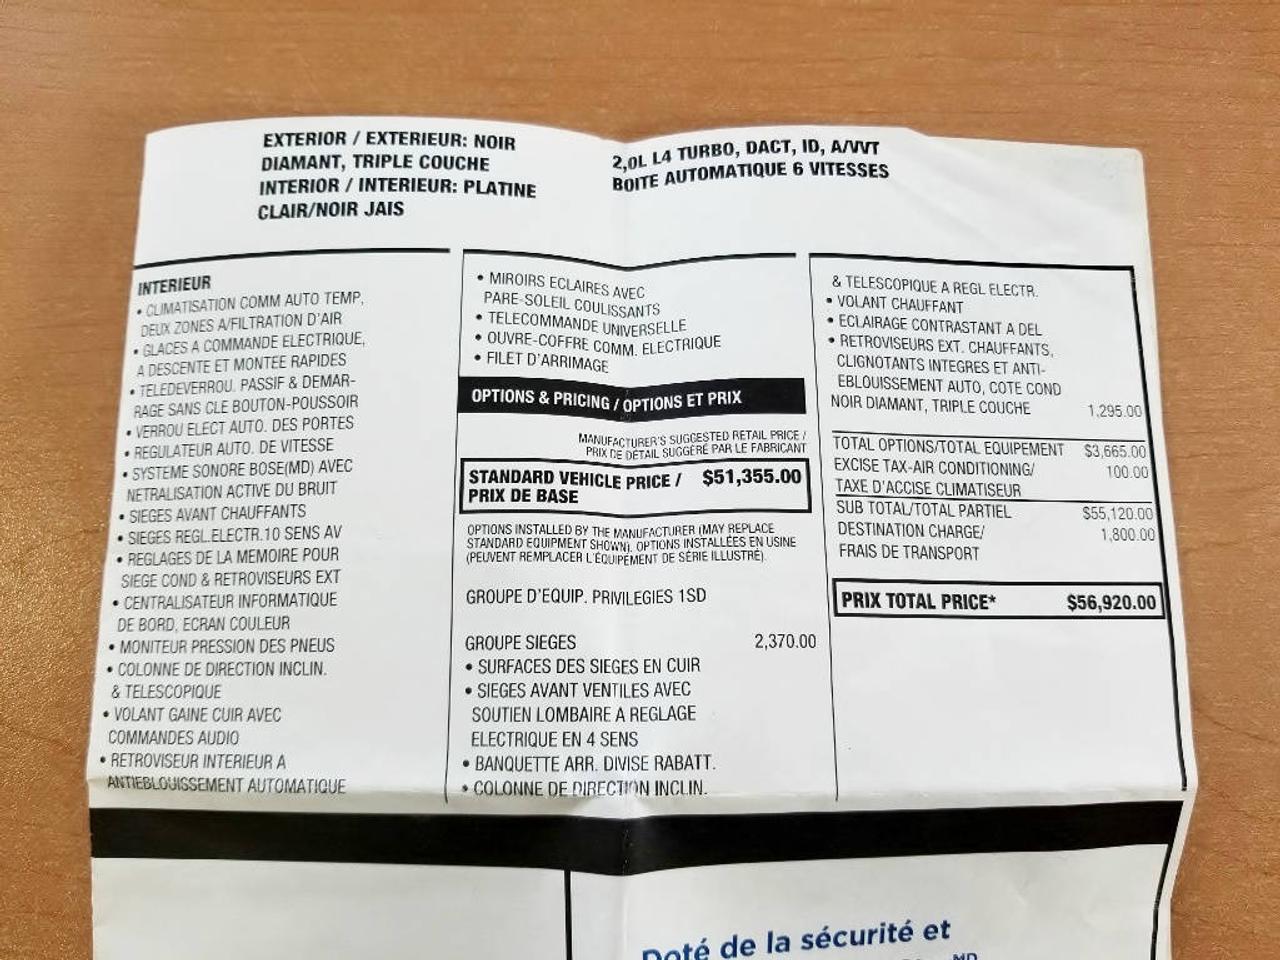 EXTERIOR / EXTERIEUR: NOIR
DIAMANT, TRIPLE COUCHE
INTERIOR / INTERIEUR: PLATINE
CLAIR/NOIR JAIS
2,0L L4 TURBO, DACT, ID, A/VVT
BOITE AUTOMATIQUE 6 VITESSES
INTERIEUR
• CLIMATISATION COMM AUTO TEMP,
DEUX ZONES A/FILTRATION D'AIR
• GLACES A COMMANDE ELECTRIQUE,
A DESCENTE ET MONTEE RAPIDES
• TELEDEVERROU. PASSIF & DEMAR-
RAGE SANS CLE BOUTON-POUSSOIR
• VERROU ELECT AUTO. DES PORTES
• REGULATEUR AUTO. DE VITESSE
• SYSTEME SONORE BOSE(MD) AVEC
NETRALISATION ACTIVE DU BRUIT
• SIEGES AVANT CHAUFFANTS
• SIEGES REGL.ELECTR.10 SENS AV
• REGLAGES DE LA MEMOIRE POUR
SIEGE COND & RETROVISEURS EXT
• CENTRALISATEUR INFORMATIQUE
DE BORD, ECRAN COULEUR
• MONITEUR PRESSION DES PNEUS
• COLONNE DE DIRECTION INCLIN.
& TELESCOPIQUE
• VOLANT GAINE CUIR AVEC
COMMANDES AUDIO
• RETROVISEUR INTERIEUR A
ANTIEBLOUISSEMENT AUTOMATIQUE
• MIROIRS ECLAIRES AVEC
PARE-SOLEIL COULISSANTS
• TELECOMMANDE UNIVERSELLE
• OUVRE-COFFRE COMM. ELECTRIQUE
• FILET D'ARRIMAGE
OPTIONS & PRICING / OPTIONS ET PRIX
MANUFACTURER'S SUGGESTED RETAIL PRICE /
PRIX DE DÉTAIL SUGGÉRÉ PAR LE FABRICANT
STANDARD VEHICLE PRICE / $51,355.00
PRIX DE BASE
OPTIONS INSTALLED BY THE MANUFACTURER (MAY REPLACE
STANDARD EQUIPMENT SHOWN). OPTIONS INSTALLÉES EN USINE
(PEUVENT REMPLACER L'ÉQUIPEMENT DE SÉRIE ILLUSTRÉ).
GROUPE D'EQUIP. PRIVILEGIES 1SD
GROUPE SIEGES 2,370.00
• SURFACES DES SIEGES EN CUIR
• SIEGES AVANT VENTILES AVEC
SOUTIEN LOMBAIRE A REGLAGE
ELECTRIQUE EN 4 SENS
• BANQUETTE ARR. DIVISE RABATT.
• COLONNE DE DIRECTION INCLIN.
& TELESCOPIQUE A REGL ELECTR.
• VOLANT CHAUFFANT
• ECLAIRAGE CONTRASTANT A DEL
• RETROVISEURS EXT. CHAUFFANTS,
CLIGNOTANTS INTEGRES ET ANTI-
EBLOUISSEMENT AUTO, COTE COND
NOIR DIAMANT, TRIPLE COUCHE 1,295.00
TOTAL OPTIONS/TOTAL EQUIPEMENT $3,665.00
EXCISE TAX-AIR CONDITIONING/ 100.00
TAXE D'ACCISE CLIMATISEUR
SUB TOTAL/TOTAL PARTIEL $55,120.00
DESTINATION CHARGE/ 1,800.00
FRAIS DE TRANSPORT
PRIX TOTAL PRICE* $56,920.00
Doté de la sécurité et
MD